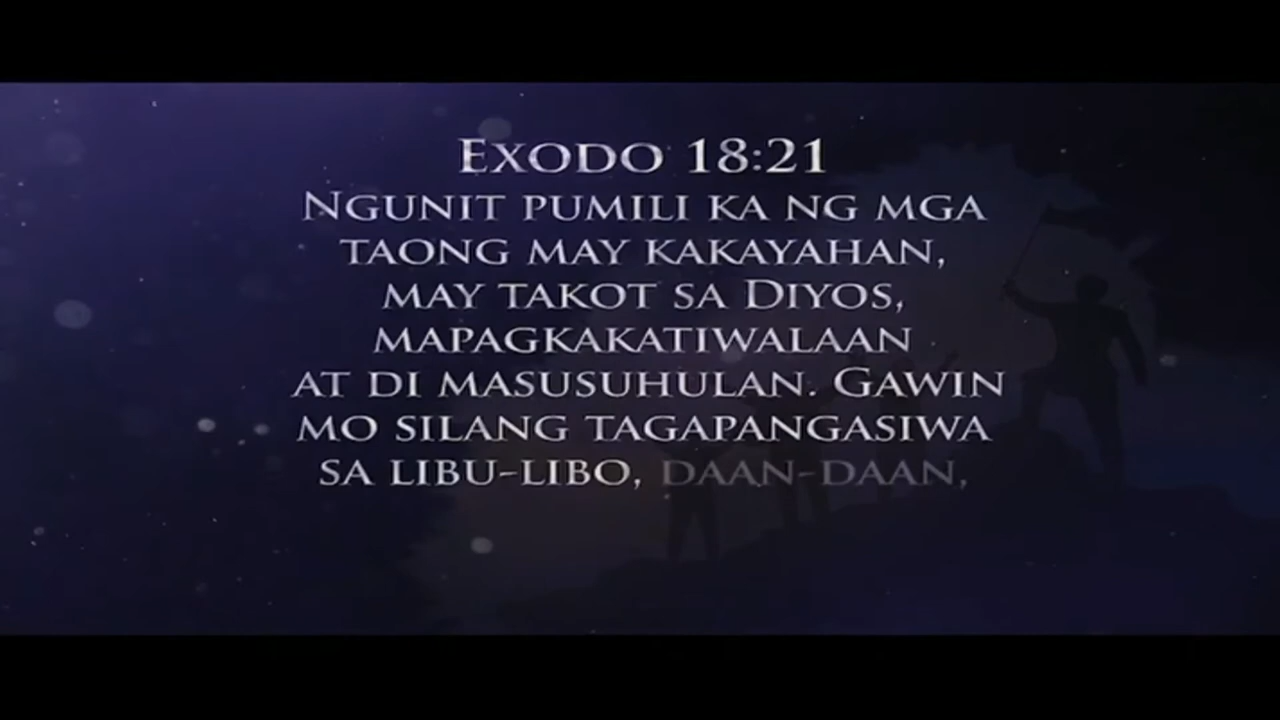 Exodo 18:21
Ngunit pumili ka ng mga
taong may kakayahan,
may takot sa Diyos,
mapagkakatiwalaan
at di masusuhulan. Gawin
mo silang tagapangasiwa
sa libu-libo, daan-daan,